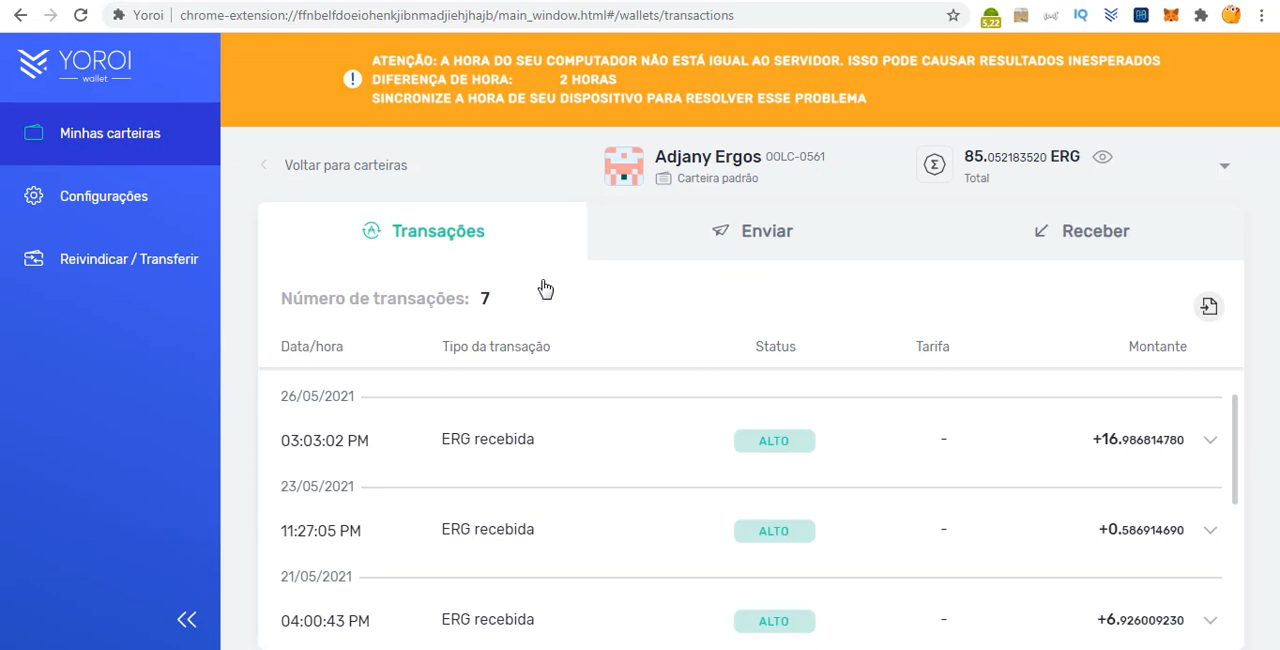 Yoroi | chrome-extension://ffnbelfdoeiohenkjibnmadjiehjhajb/main_window.html#/wallets/transactions
5,22
IQ
YOROI
wallet
ATENÇÃO: A HORA DO SEU COMPUTADOR NÃO ESTÁ IGUAL AO SERVIDOR. ISSO PODE CAUSAR RESULTADOS INESPERADOS
DIFERENÇA DE HORA: 2 HORAS
SINCRONIZE A HORA DE SEU DISPOSITIVO PARA RESOLVER ESSE PROBLEMA
Minhas carteiras
Configurações
Reivindicar / Transferir
Voltar para carteiras
Adjany Ergos OOLC-0561
Carteira padrão
85.052183520 ERG
Total
Transações
Enviar
Receber
Número de transações: 7
Data/hora Tipo da transação Status Tarifa Montante
26/05/2021
03:03:02 PM ERG recebida ALTO - +16.986814780
23/05/2021
11:27:05 PM ERG recebida ALTO - +0.586914690
21/05/2021
04:00:43 PM ERG recebida ALTO - +6.926009230